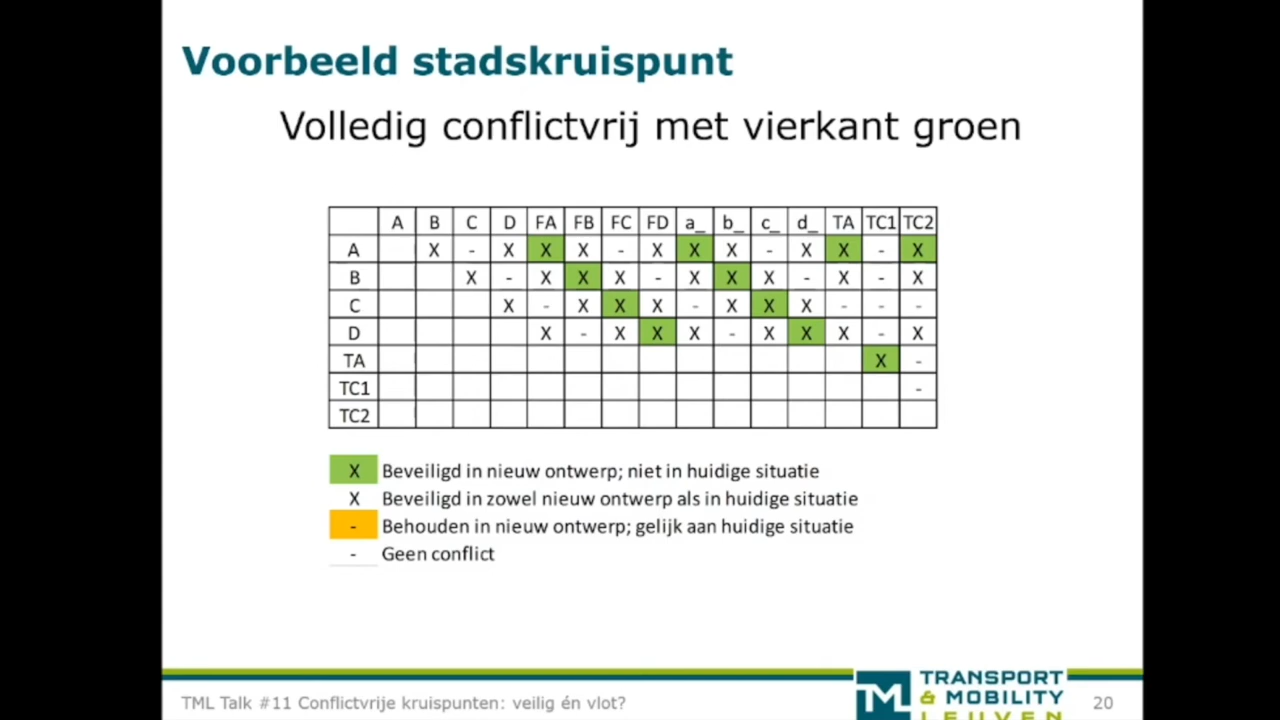 Voorbeeld stadskruispunt
Volledig conflictvrij met vierkant groen
A B C D FA FB FC FD a_ b_ c_ d_ TA TC1 TC2
A X - X X X - X X X - X X - X
B X - X X X - X X X - X - X
C X - X X X - X X X - - -
D X - X X X - X X X - X
TA X -
TC1 -
TC2
X Beveiligd in nieuw ontwerp; niet in huidige situatie
X Beveiligd in zowel nieuw ontwerp als in huidige situatie
- Behouden in nieuw ontwerp; gelijk aan huidige situatie
- Geen conflict
TML Talk #11 Conflictvrije kruispunten: veilig én vlot?
TML
TRANSPORT
& MOBILITY
LEUVEN
20